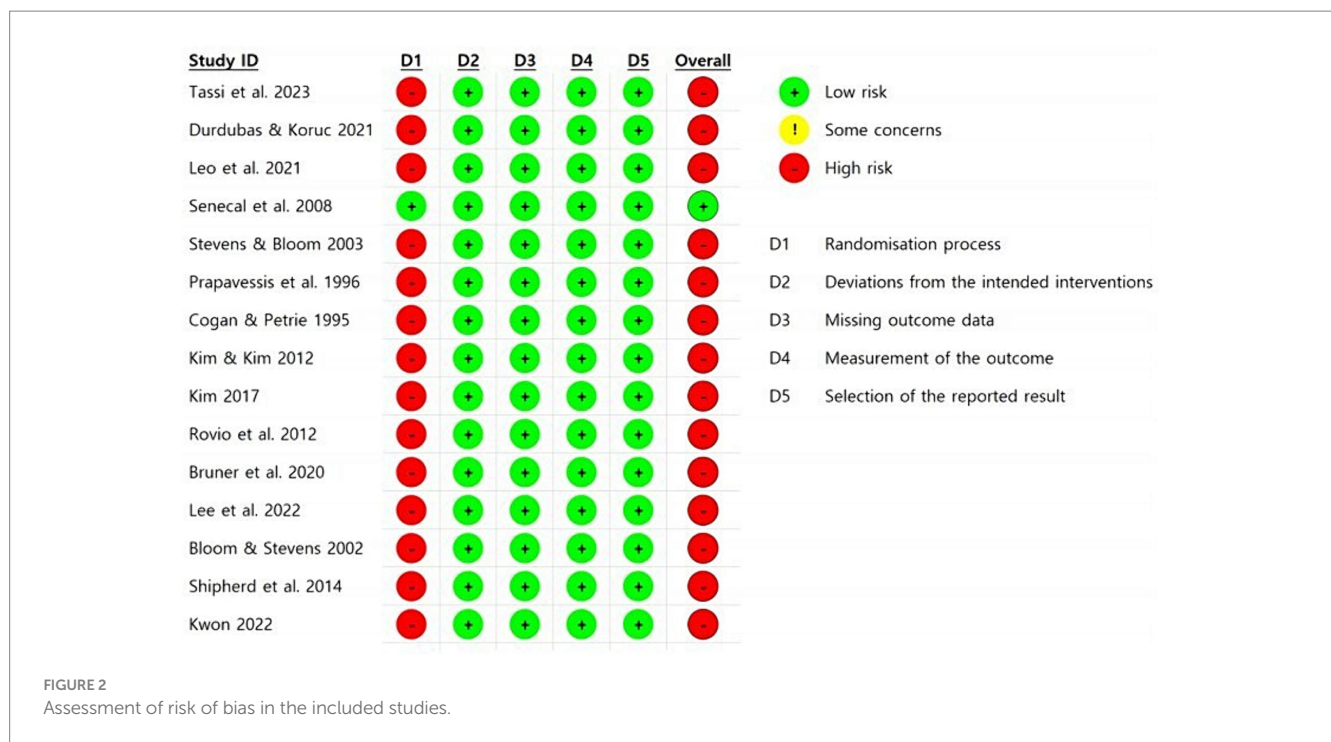 Study ID D1 D2 D3 D4 D5 Overall
Tassi et al. 2023 - + + + + - + Low risk
Durdubas & Koruc 2021 - + + + + - ! Some concerns
Leo et al. 2021 - + + + + - - High risk
Senecal et al. 2008 + + + + + +
Stevens & Bloom 2003 - + + + + - D1 Randomisation process
Prapavessis et al. 1996 - + + + + - D2 Deviations from the intended interventions
Cogan & Petrie 1995 - + + + + - D3 Missing outcome data
Kim & Kim 2012 - + + + + - D4 Measurement of the outcome
Kim 2017 - + + + + - D5 Selection of the reported result
Rovio et al. 2012 - + + + + -
Bruner et al. 2020 - + + + + -
Lee et al. 2022 - + + + + -
Bloom & Stevens 2002 - + + + + -
Shipherd et al. 2014 - + + + + -
Kwon 2022 - + + + + -
FIGURE 2
Assessment of risk of bias in the included studies.